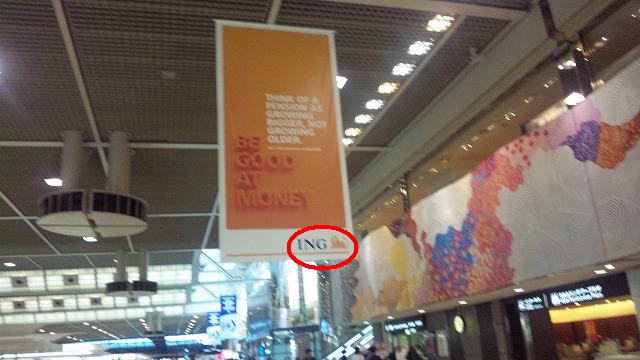 THINK OF A
PENSION AS
GROWING
BIGGER, NOT
GROWING
OLDER.
BE
GOOD
AT
MONEY
ING